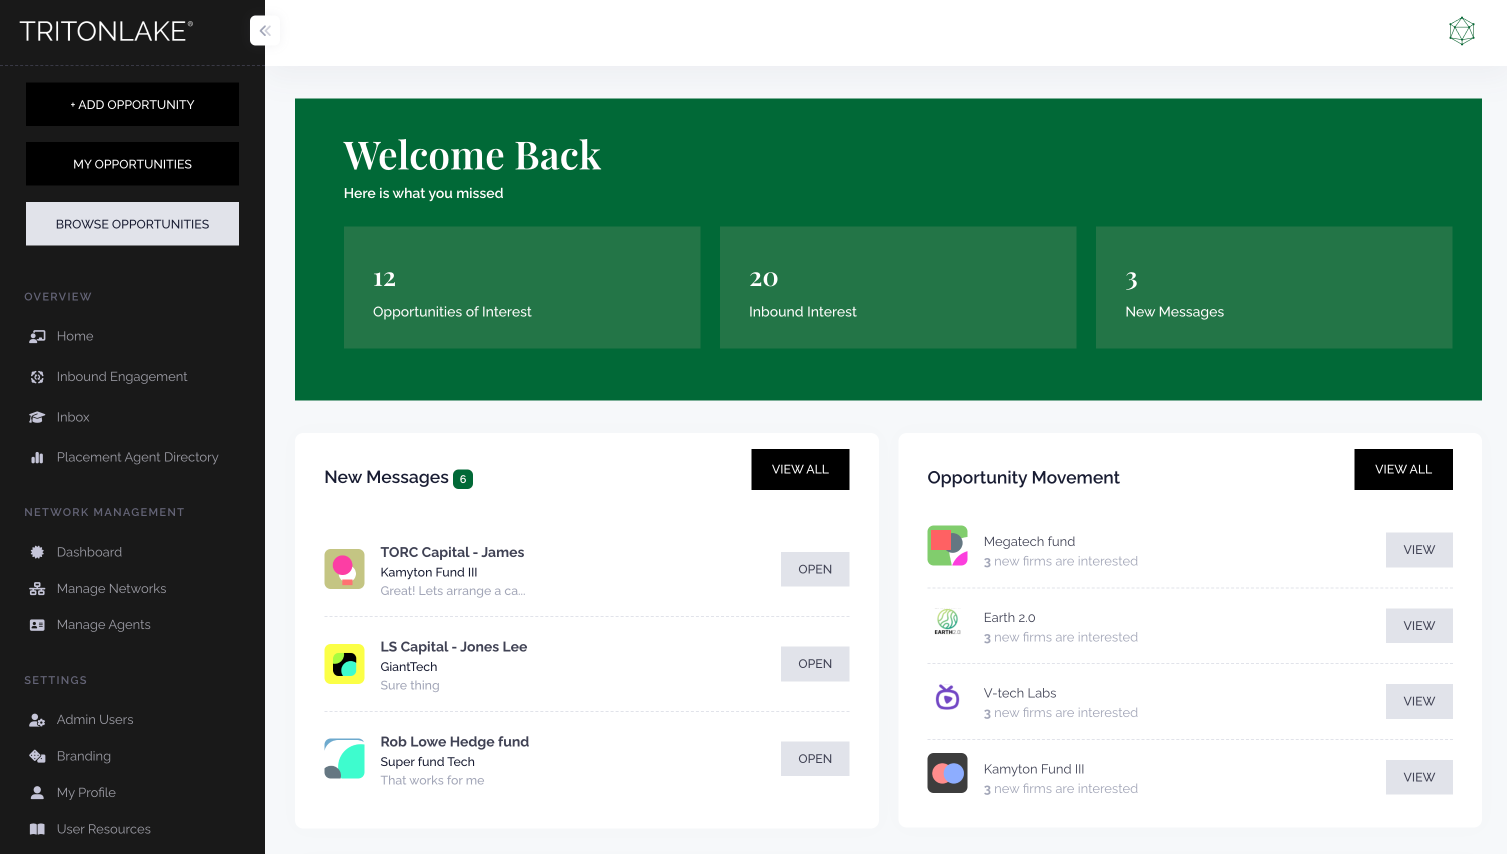 TRITONLAKE®
+ ADD OPPORTUNITY
MY OPPORTUNITIES
BROWSE OPPORTUNITIES
OVERVIEW
Home
Inbound Engagement
Inbox
Placement Agent Directory
NETWORK MANAGEMENT
Dashboard
Manage Networks
Manage Agents
SETTINGS
Admin Users
Branding
My Profile
User Resources
Welcome Back
Here is what you missed
12
Opportunities of Interest
20
Inbound Interest
3
New Messages
New Messages 6
VIEW ALL
TORC Capital - James
Kamyton Fund III
Great! Lets arrange a ca...
OPEN
LS Capital - Jones Lee
GiantTech
Sure thing
OPEN
Rob Lowe Hedge fund
Super fund Tech
That works for me
OPEN
Opportunity Movement
VIEW ALL
Megatech fund
3 new firms are interested
VIEW
EARTH2.0
Earth 2.0
3 new firms are interested
VIEW
V-tech Labs
3 new firms are interested
VIEW
Kamyton Fund III
3 new firms are interested
VIEW